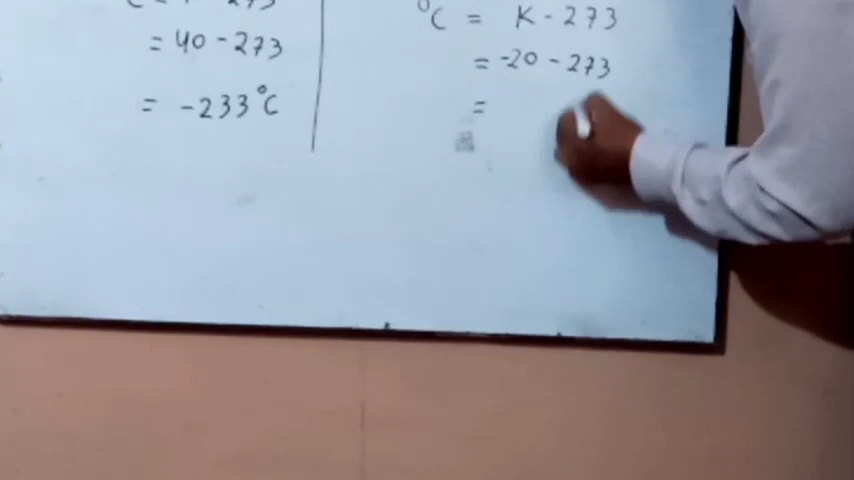 = 40 - 273
= -233°C
°C = K - 273
= -20 - 273
=